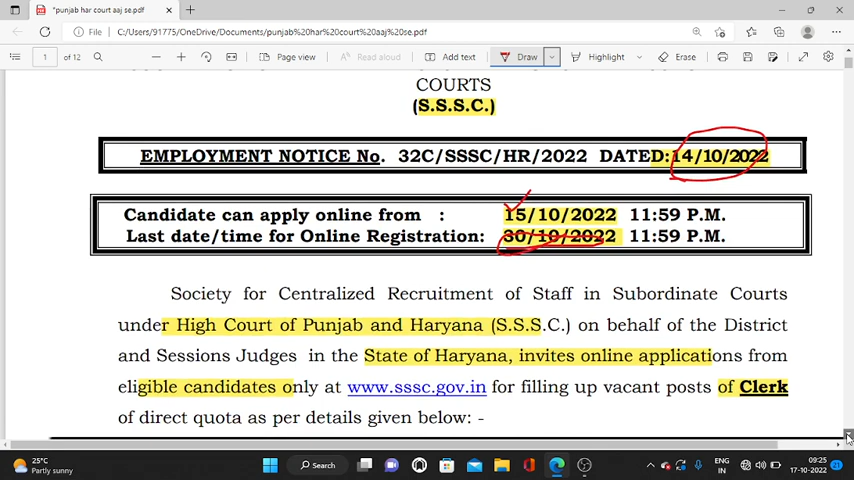 *punjab har court aaj se.pdf
File C:/Users/91775/OneDrive/Documents/punjab%20har%20court%20aaj%20se.pdf
1 of 12 Page view Read aloud Add text Draw Highlight Erase
COURTS
(S.S.S.C.)
EMPLOYMENT NOTICE No. 32C/SSSC/HR/2022 DATED:14/10/2022
Candidate can apply online from : 15/10/2022 11:59 P.M.
Last date/time for Online Registration: 30/10/2022 11:59 P.M.
Society for Centralized Recruitment of Staff in Subordinate Courts
under High Court of Punjab and Haryana (S.S.S.C.) on behalf of the District
and Sessions Judges in the State of Haryana, invites online applications from
eligible candidates only at www.sssc.gov.in for filling up vacant posts of Clerk
of direct quota as per details given below: -
25°C
Partly sunny
Search
ENG
IN
09:25
17-10-2022
21